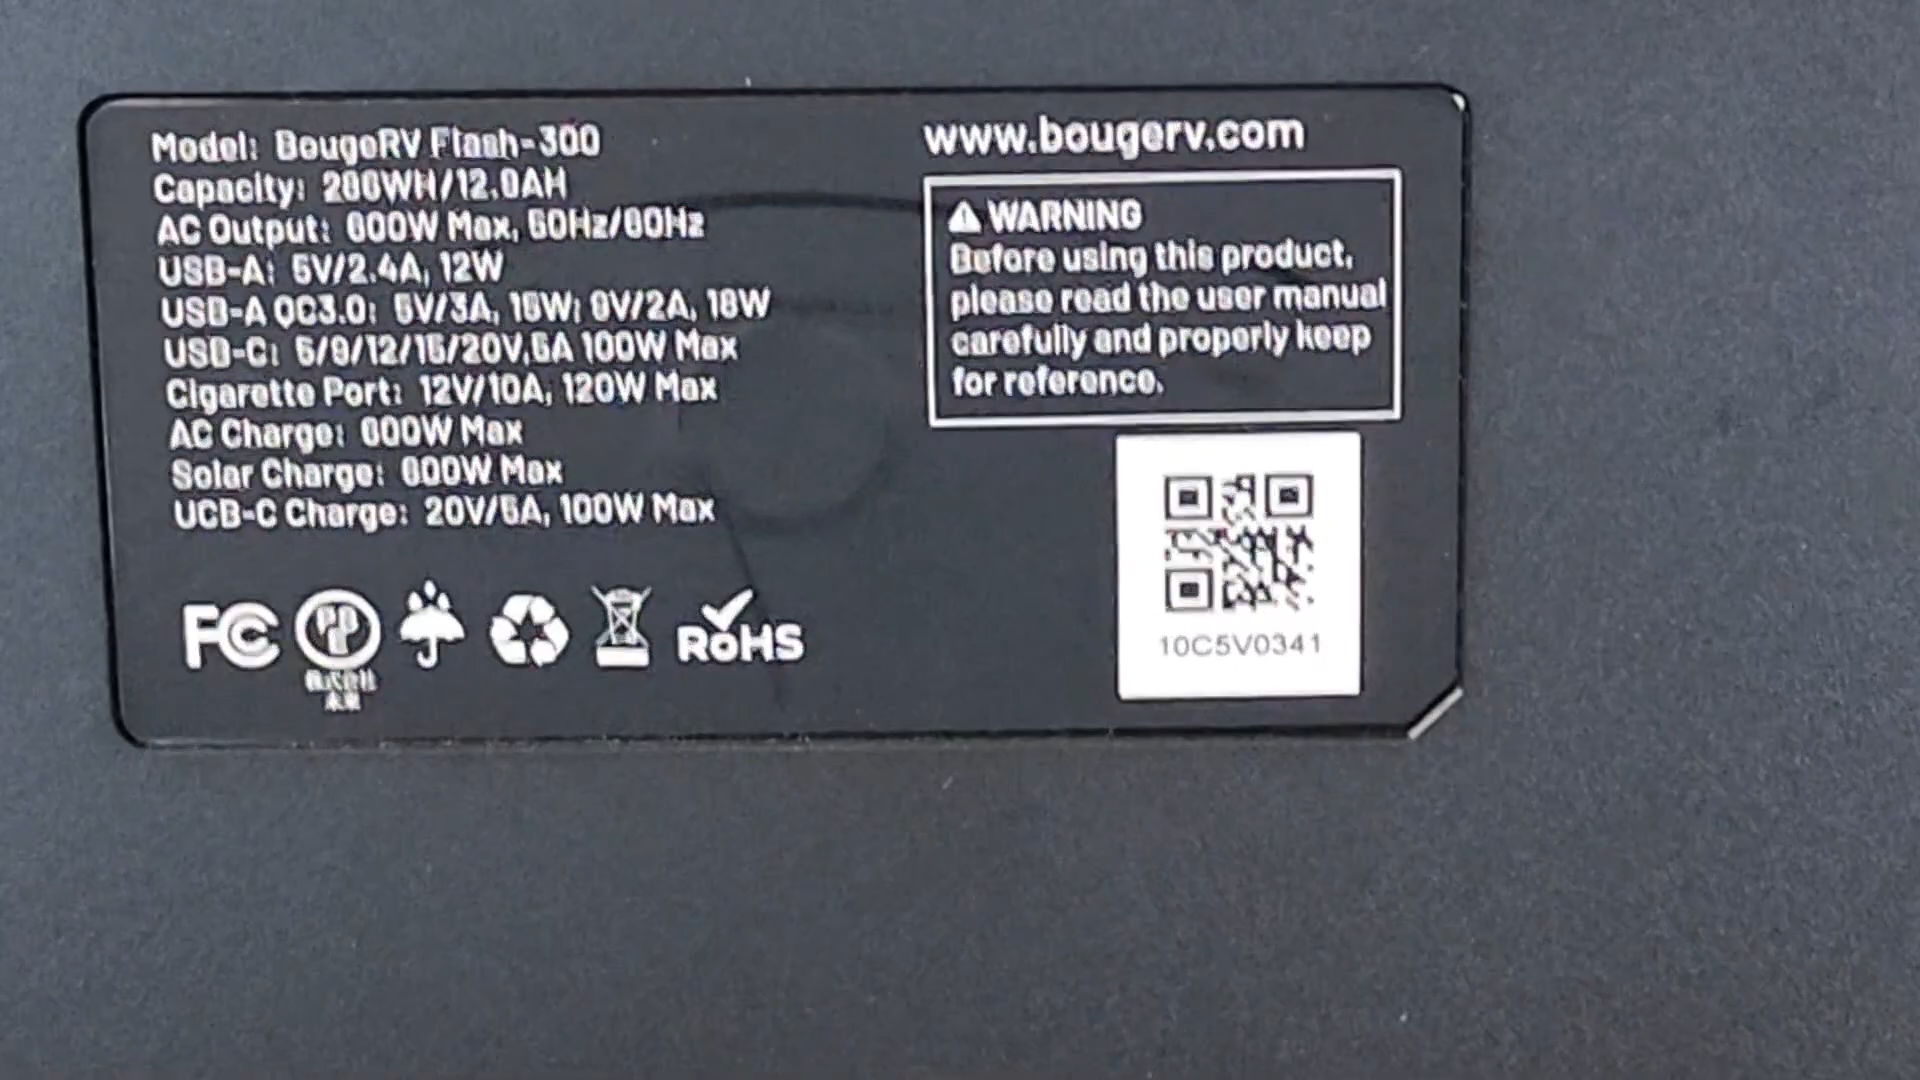 Model: BougeRV Flash-300
Capacity: 286WH/12.8AH
AC Output: 600W Max, 50Hz/60Hz
USB-A: 5V/2.4A, 12W
USB-A QC3.0: 5V/3A, 15W; 9V/2A, 18W
USB-C: 5/9/12/15/20V,5A 100W Max
Cigarette Port: 12V/10A, 120W Max
AC Charge: 600W Max
Solar Charge: 600W Max
UCB-C Charge: 20V/5A, 100W Max
FC
RoHS
www.bougerv.com
WARNING
Before using this product,
please read the user manual
carefully and properly keep
for reference.
10C5V0341